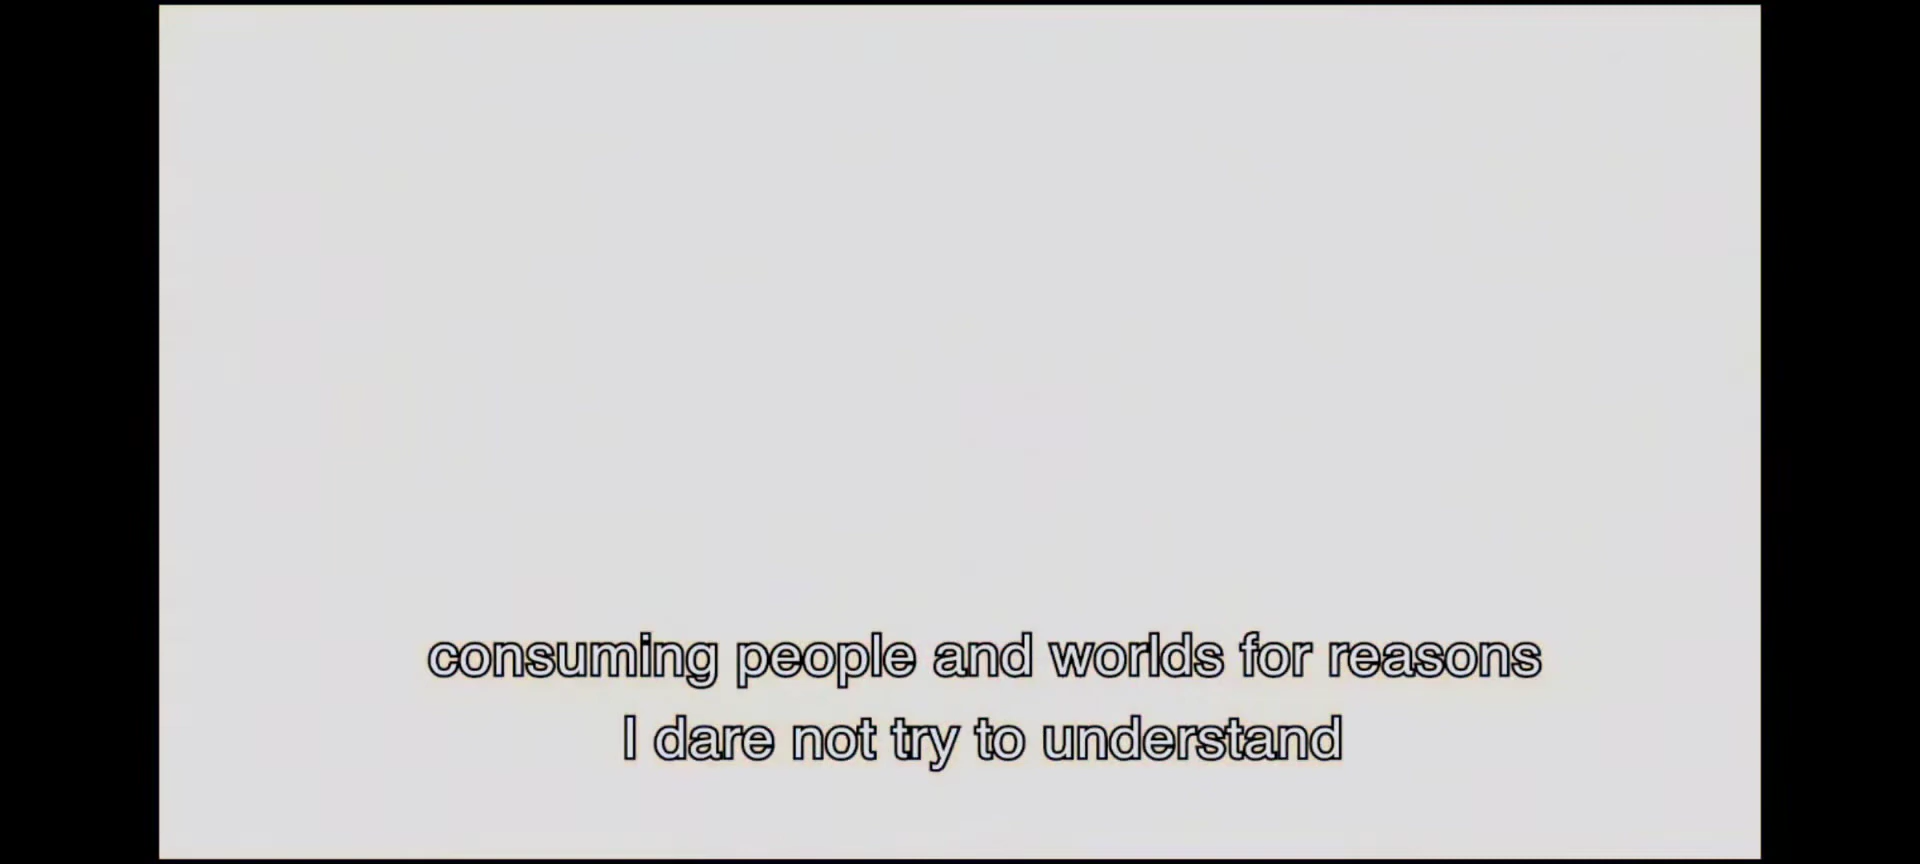 consuming people and worlds for reasons
I dare not try to understand